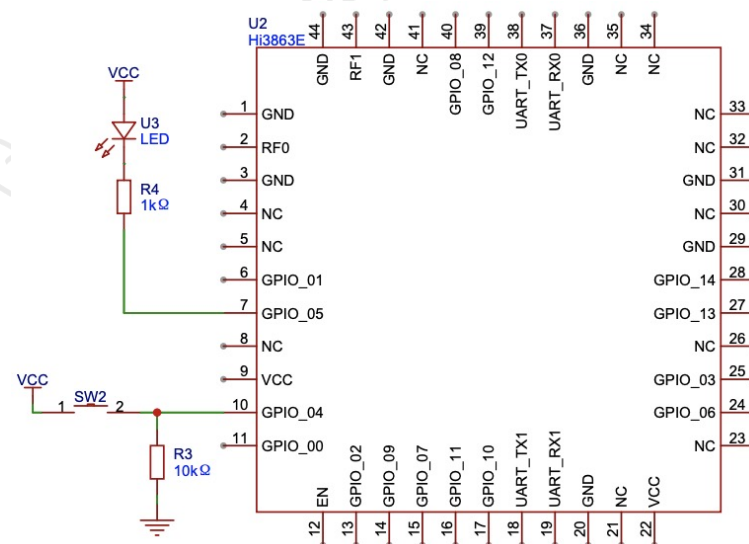 U2
Hi3863E
44 43 42 41 40 39 38 37 36 35 34
GND RF1 GND NC GPIO_08 GPIO_12 UART_TX0 UART_RX0 GND NC NC
VCC
U3
LED
R4
1kΩ
1 GND
2 RF0
3 GND
4 NC
5 NC
6 GPIO_01
7 GPIO_05
8 NC
9 VCC
10 GPIO_04
11 GPIO_00
NC 33
NC 32
GND 31
NC 30
GND 29
GPIO_14 28
GPIO_13 27
NC 26
GPIO_03 25
GPIO_06 24
NC 23
VCC
SW2
1 2
R3
10kΩ
EN GPIO_02 GPIO_09 GPIO_07 GPIO_11 GPIO_10 UART_TX1 UART_RX1 GND NC VCC
12 13 14 15 16 17 18 19 20 21 22